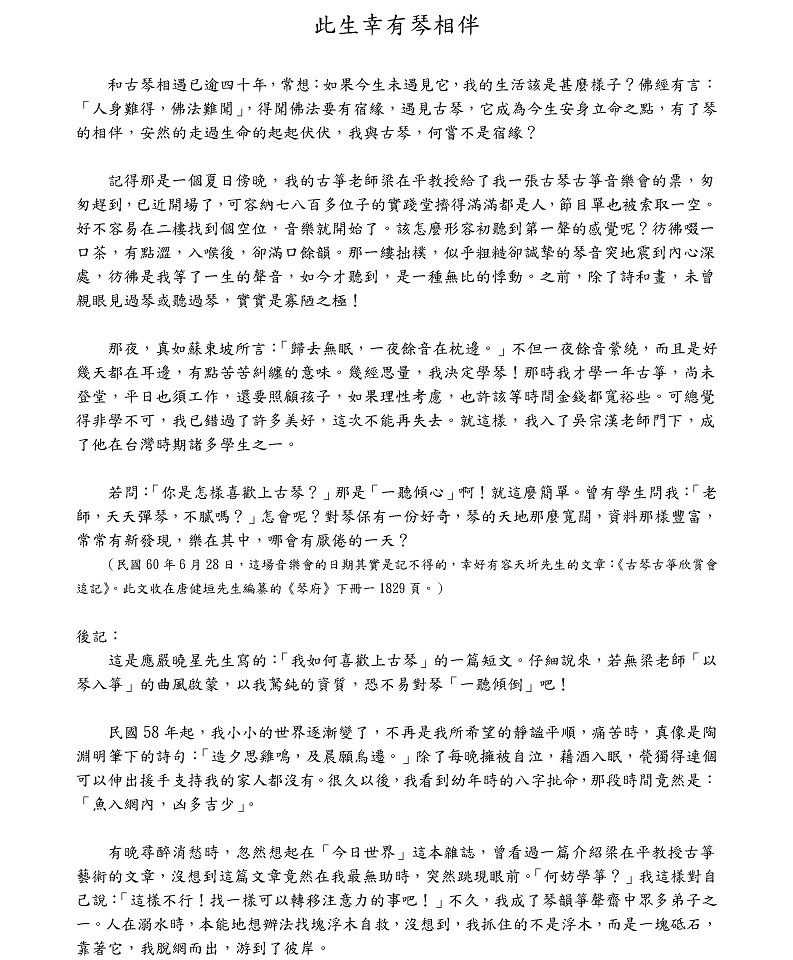 此生幸有琴相伴
和古琴相遇已逾四十年，常想：如果今生未遇見它，我的生活該是甚麼樣子？佛經有言：
「人身難得，佛法難聞」，得聞佛法要有宿緣，遇見古琴，它成為今生安身立命之點，有了琴
的相伴，安然的走過生命的起起伏伏，我與古琴，何嘗不是宿緣？
記得那是一個夏日傍晚，我的古箏老師梁在平教授給了我一張古琴古箏音樂會的票，匆
匆趕到，已近開場了，可容納七八百多位子的實踐堂擠得滿滿都是人，節目單也被索取一空。
好不容易在二樓找到個空位，音樂就開始了。該怎麼形容初聽到第一聲的感覺呢？彷彿啜一
口茶，有點澀，入喉後，卻滿口餘韻。那一縷拙樸，似乎粗糙卻誠摯的琴音突地震到內心深
處，彷彿是我等了一生的聲音，如今才聽到，是一種無比的悸動。之前，除了詩和畫，未曾
親眼見過琴或聽過琴，實實是寡陋之極！
那夜，真如蘇東坡所言：「歸去無眠，一夜餘音在枕邊。」不但一夜餘音縈繞，而且是好
幾天都在耳邊，有點苦苦糾纏的意味。幾經思量，我決定學琴！那時我才學一年古箏，尚未
登堂，平日也須工作，還要照顧孩子，如果理性考慮，也許該等時間金錢都寬裕些。可總覺
得非學不可，我已錯過了許多美好，這次不能再失去。就這樣，我入了吳宗漢老師門下，成
了他在台灣時期諸多學生之一。
若問：「你是怎樣喜歡上古琴？」那是「一聽傾心」啊！就這麼簡單。曾有學生問我：「老
師，天天彈琴，不膩嗎？」怎會呢？對琴保有一份好奇，琴的天地那麼寬闊，資料那樣豐富，
常常有新發現，樂在其中，哪會有厭倦的一天？
（民國 60 年 6 月 28 日，這場音樂會的日期其實是記不得的，幸好有容天圻先生的文章：《古琴古箏欣賞會
追記》。此文收在唐健垣先生編纂的《琴府》下冊一 1829 頁。）
後記：
這是應嚴曉星先生寫的：「我如何喜歡上古琴」的一篇短文。仔細說來，若無梁老師「以
琴入箏」的曲風啟蒙，以我駑鈍的資質，恐不易對琴「一聽傾倒」吧！
民國 58 年起，我小小的世界逐漸變了，不再是我所希望的靜謐平順，痛苦時，真像是陶
淵明筆下的詩句：「造夕思雞鳴，及晨願烏遷。」除了每晚擁被自泣，藉酒入眠，煢獨得連個
可以伸出援手支持我的家人都沒有。很久以後，我看到幼年時的八字批命，那段時間竟然是：
「魚入網內，凶多吉少」。
有晚尋醉消愁時，忽然想起在「今日世界」這本雜誌，曾看過一篇介紹梁在平教授古箏
藝術的文章，沒想到這篇文章竟然在我最無助時，突然跳現眼前。「何妨學箏？」我這樣對自
己說：「這樣不行！找一樣可以轉移注意力的事吧！」不久，我成了琴韻箏聲齋中眾多弟子之
一。人在溺水時，本能地想辦法找塊浮木自救，沒想到，我抓住的不是浮木，而是一塊砥石，
靠著它，我脫網而出，游到了彼岸。